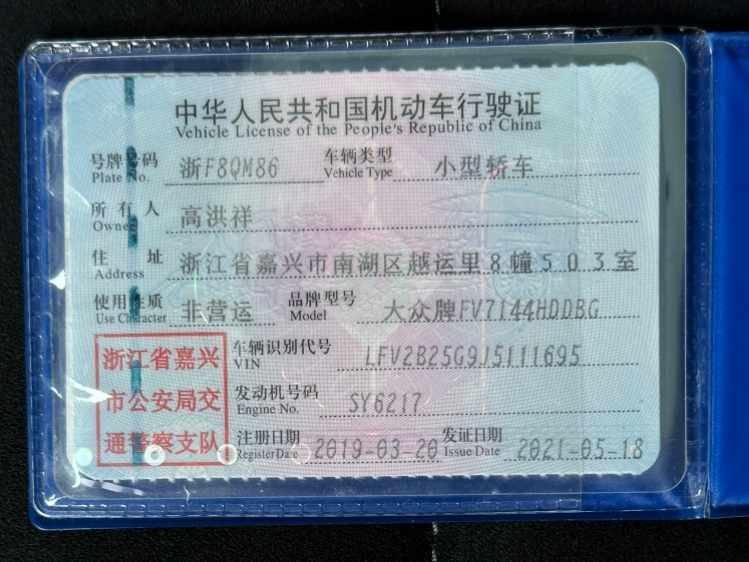 中华人民共和国机动车行驶证
Vehicle License of the People's Republic of China
号牌号码 浙F8QM86 车辆类型 小型轿车
Plate No. Vehicle Type
所有人 高洪祥
Owner
住址 浙江省嘉兴市南湖区越运里8幢503室
Address
使用性质 非营运 品牌型号 大众牌FV7144HDDBG
Use Character Model
浙江省嘉兴
市公安局交
通警察支队
车辆识别代号 LFV2B25G9J5111695
VIN
发动机号码 SY6217
Engine No.
注册日期 2019-03-20 发证日期 2021-05-18
Register Date Issue Date